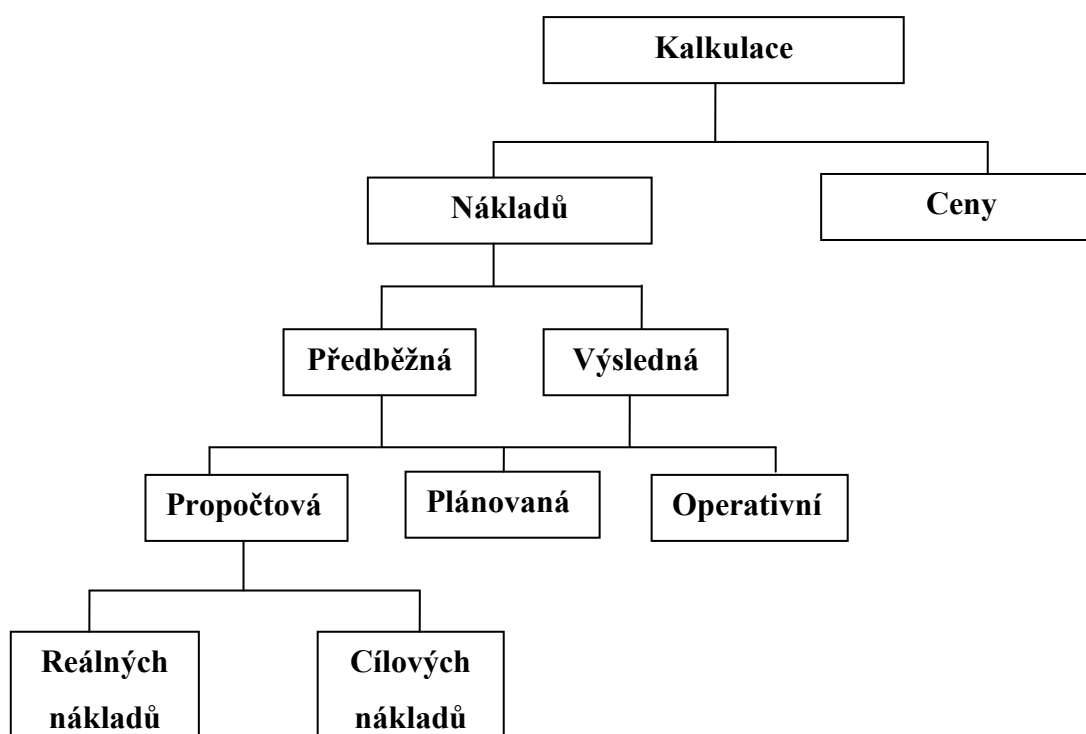 Kalkulace
Nákladů
Ceny
Předběžná
Výsledná
Propočtová
Plánovaná
Operativní
Reálných
nákladů
Cílových
nákladů